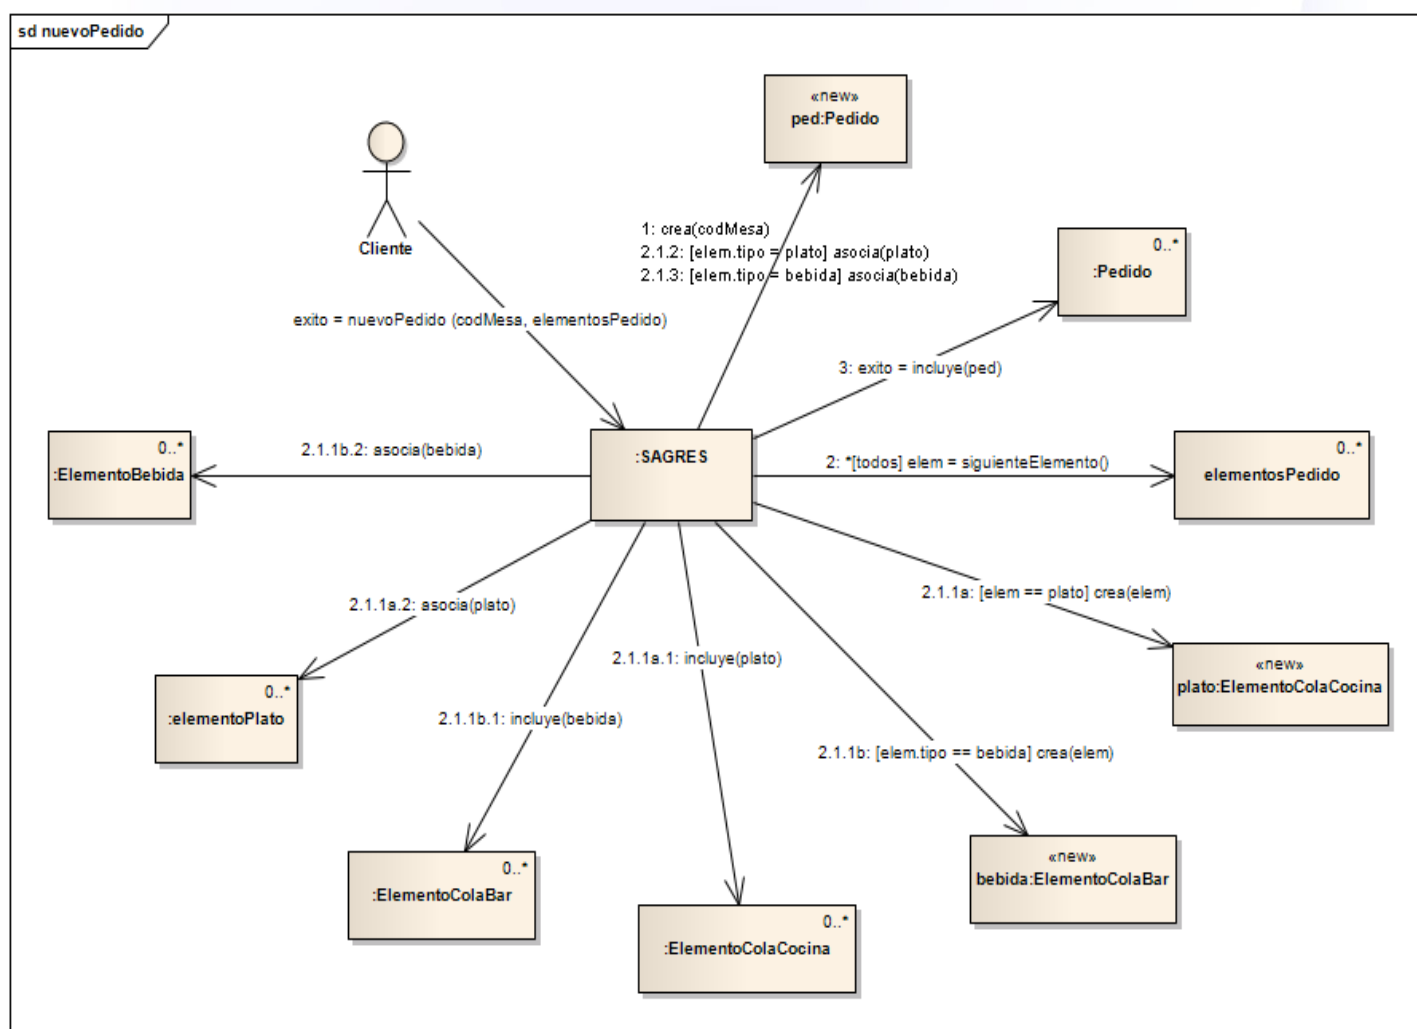 sd nuevoPedido
«new»
ped:Pedido
Cliente
1: crea(codMesa)
2.1.2: [elem.tipo = plato] asocia(plato)
2.1.3: [elem.tipo = bebida] asocia(bebida)
0..*
:Pedido
exito = nuevoPedido (codMesa, elementosPedido)
3: exito = incluye(ped)
0..*
:ElementoBebida
2.1.1b.2: asocia(bebida)
:SAGRES
2: *[todos] elem = siguienteElemento()
0..*
elementosPedido
2.1.1a.2: asocia(plato)
2.1.1a: [elem == plato] crea(elem)
2.1.1a.1: incluye(plato)
«new»
plato:ElementoColaCocina
0..*
:elementoPlato
2.1.1b.1: incluye(bebida)
2.1.1b: [elem.tipo == bebida] crea(elem)
0..*
:ElementoColaBar
«new»
bebida:ElementoColaBar
0..*
:ElementoColaCocina